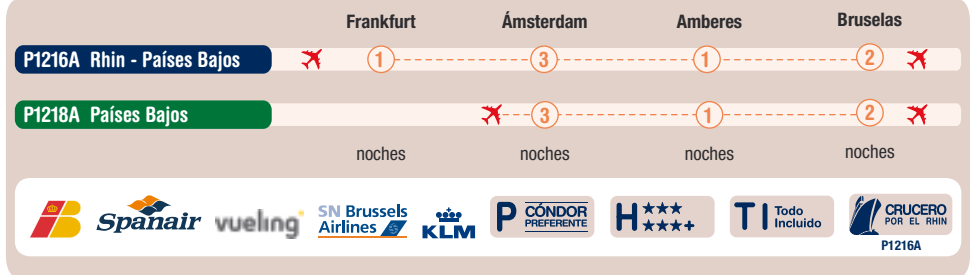 Frankfurt Ámsterdam Amberes Bruselas
P1216A Rhin - Países Bajos 1 3 1 2
P1218A Países Bajos 3 1 2
noches noches noches noches
B Spanair vueling SN Brussels Airlines KLM P CÓNDOR PREFERENTE H★★★ ★★★+ TI Todo Incluido CRUCERO POR EL RHIN
P1216A